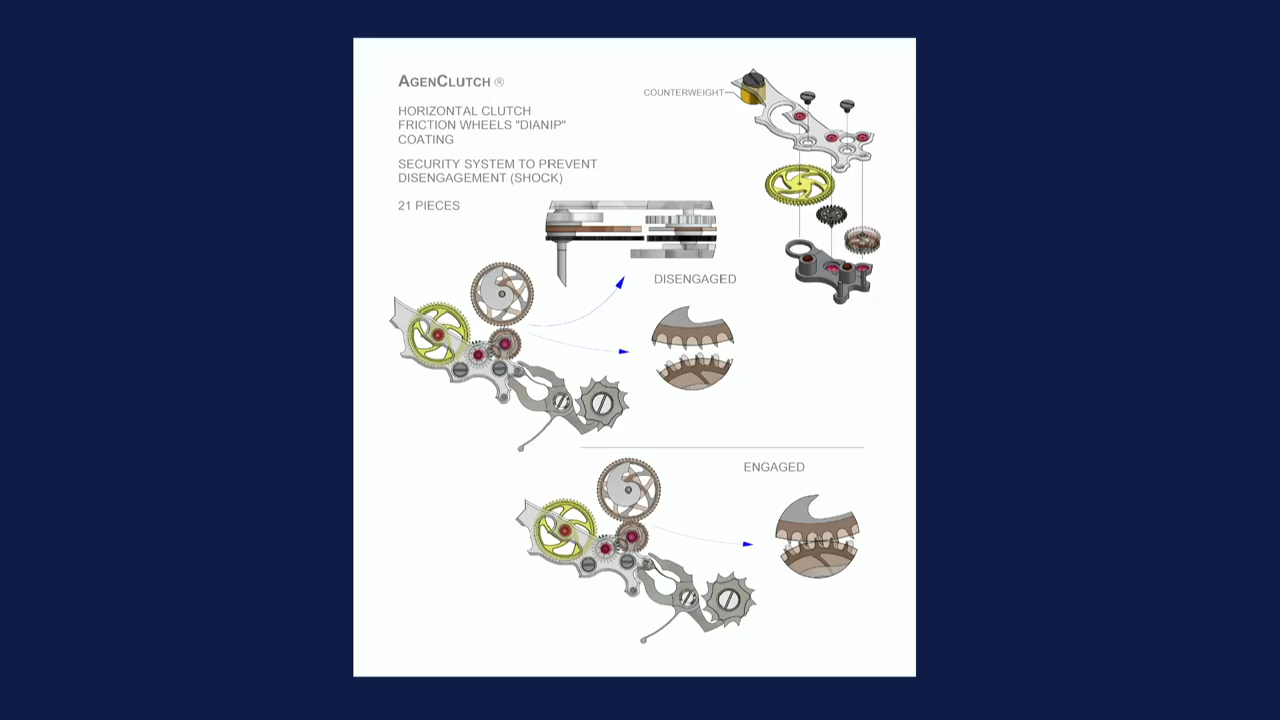 AGENCLUTCH ®
COUNTERWEIGHT
HORIZONTAL CLUTCH
FRICTION WHEELS "DIANIP"
COATING
SECURITY SYSTEM TO PREVENT
DISENGAGEMENT (SHOCK)
21 PIECES
DISENGAGED
ENGAGED